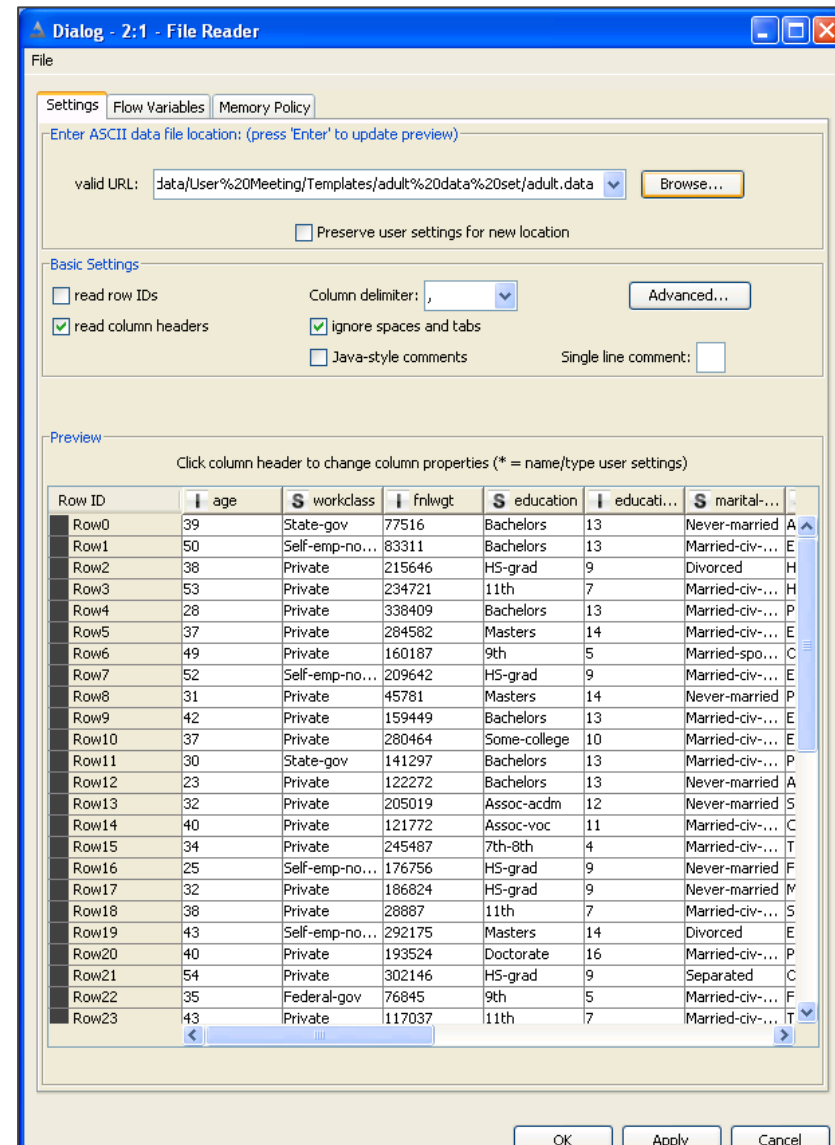 Dialog - 2:1 - File Reader
File
Settings Flow Variables Memory Policy
Enter ASCII data file location: (press 'Enter' to update preview)
valid URL: data/User%20Meeting/Templates/adult%20data%20set/adult.data Browse...
Preserve user settings for new location
Basic Settings
read row IDs Column delimiter: , Advanced...
read column headers ignore spaces and tabs
Java-style comments Single line comment:
Preview
Click column header to change column properties (* = name/type user settings)
Row ID I age S workclass I fnlwgt S education I educati... S marital-...
Row0 39 State-gov 77516 Bachelors 13 Never-married A
Row1 50 Self-emp-no... 83311 Bachelors 13 Married-civ-... E
Row2 38 Private 215646 HS-grad 9 Divorced H
Row3 53 Private 234721 11th 7 Married-civ-... H
Row4 28 Private 338409 Bachelors 13 Married-civ-... P
Row5 37 Private 284582 Masters 14 Married-civ-... E
Row6 49 Private 160187 9th 5 Married-spo... O
Row7 52 Self-emp-no... 209642 HS-grad 9 Married-civ-... E
Row8 31 Private 45781 Masters 14 Never-married P
Row9 42 Private 159449 Bachelors 13 Married-civ-... E
Row10 37 Private 280464 Some-college 10 Married-civ-... E
Row11 30 State-gov 141297 Bachelors 13 Married-civ-... P
Row12 23 Private 122272 Bachelors 13 Never-married A
Row13 32 Private 205019 Assoc-acdm 12 Never-married S
Row14 40 Private 121772 Assoc-voc 11 Married-civ-... C
Row15 34 Private 245487 7th-8th 4 Married-civ-... T
Row16 25 Self-emp-no... 176756 HS-grad 9 Never-married F
Row17 32 Private 186824 HS-grad 9 Never-married M
Row18 38 Private 28887 11th 7 Married-civ-... S
Row19 43 Self-emp-no... 292175 Masters 14 Divorced E
Row20 40 Private 193524 Doctorate 16 Married-civ-... P
Row21 54 Private 302146 HS-grad 9 Separated O
Row22 35 Federal-gov 76845 9th 5 Married-civ-... F
Row23 43 Private 117037 11th 7 Married-civ-... T
OK Apply Cancel